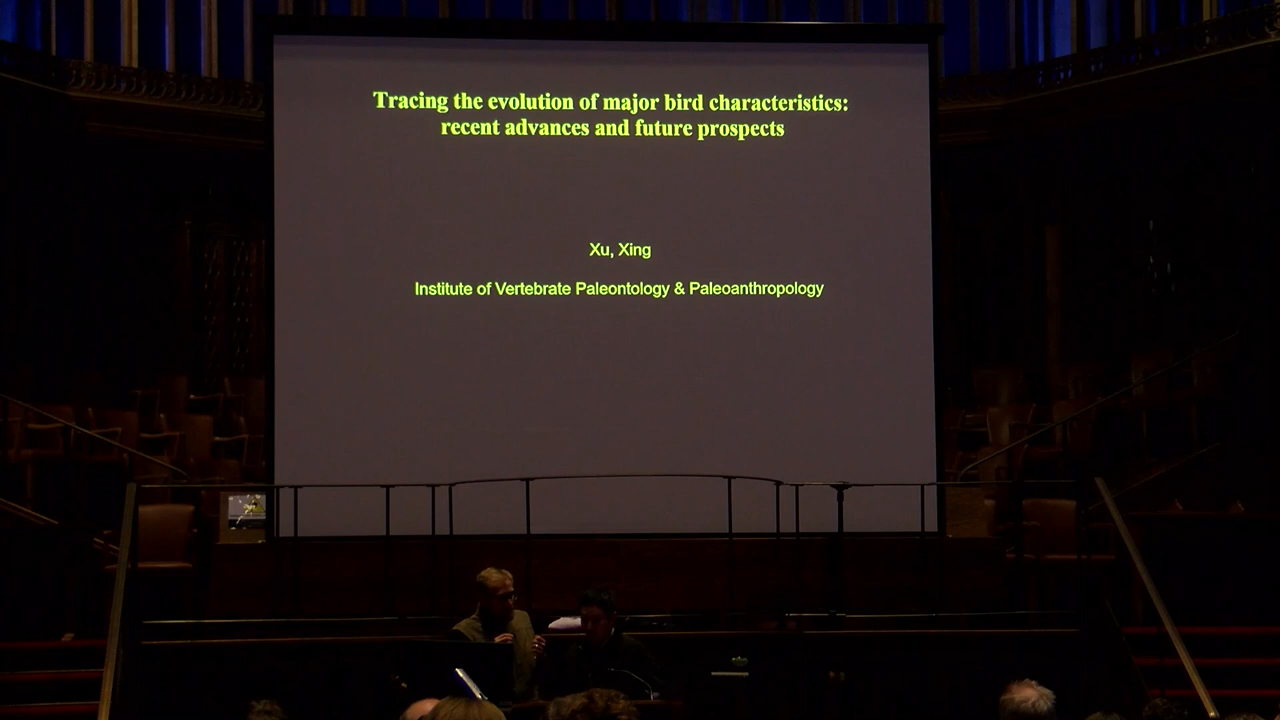 Tracing the evolution of major bird characteristics:
recent advances and future prospects
Xu, Xing
Institute of Vertebrate Paleontology & Paleoanthropology